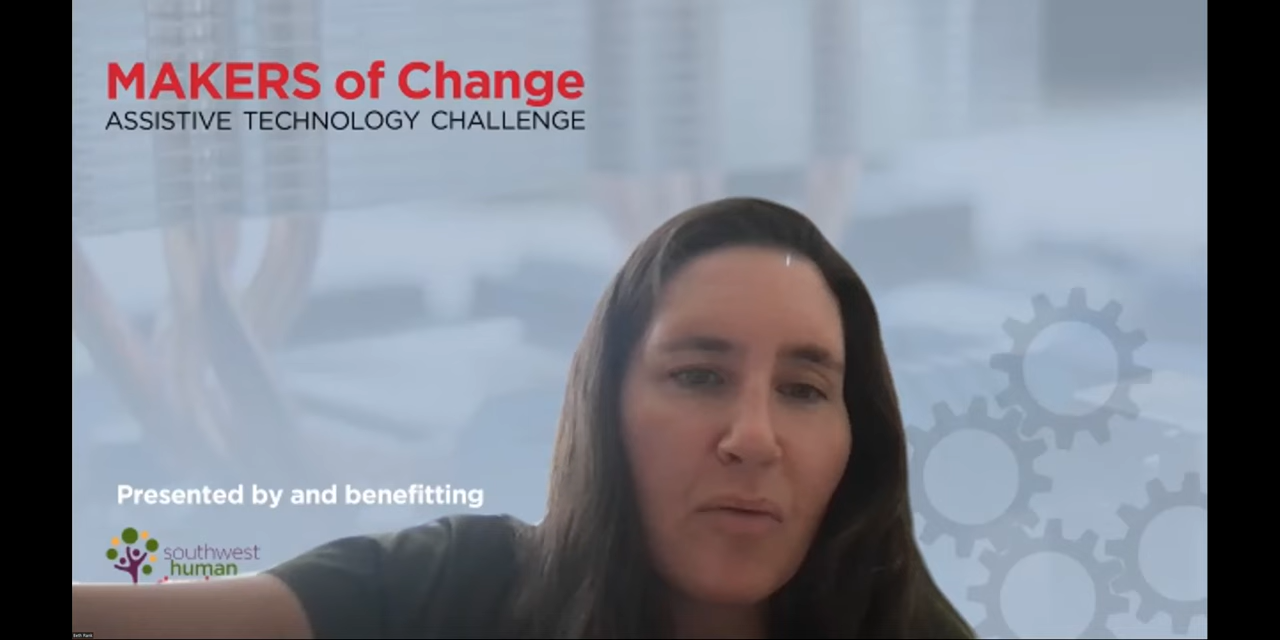 MAKERS of Change
ASSISTIVE TECHNOLOGY CHALLENGE
Presented by and benefitting
southwest
human